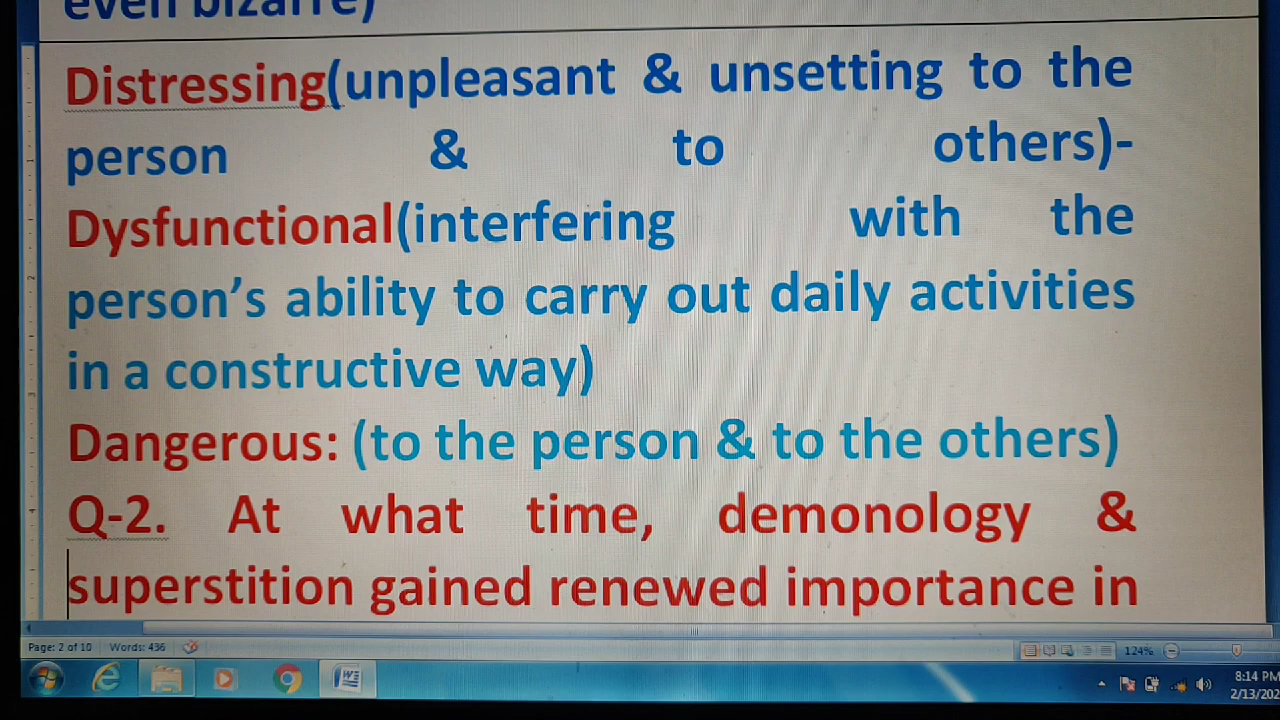 even bizarre)
Distressing(unpleasant & unsetting to the
person & to others)-
Dysfunctional(interfering with the
person's ability to carry out daily activities
in a constructive way)
Dangerous: (to the person & to the others)
Q-2. At what time, demonology &
superstition gained renewed importance in
Page: 2 of 10 Words: 436 124%
8:14 PM
2/13/202